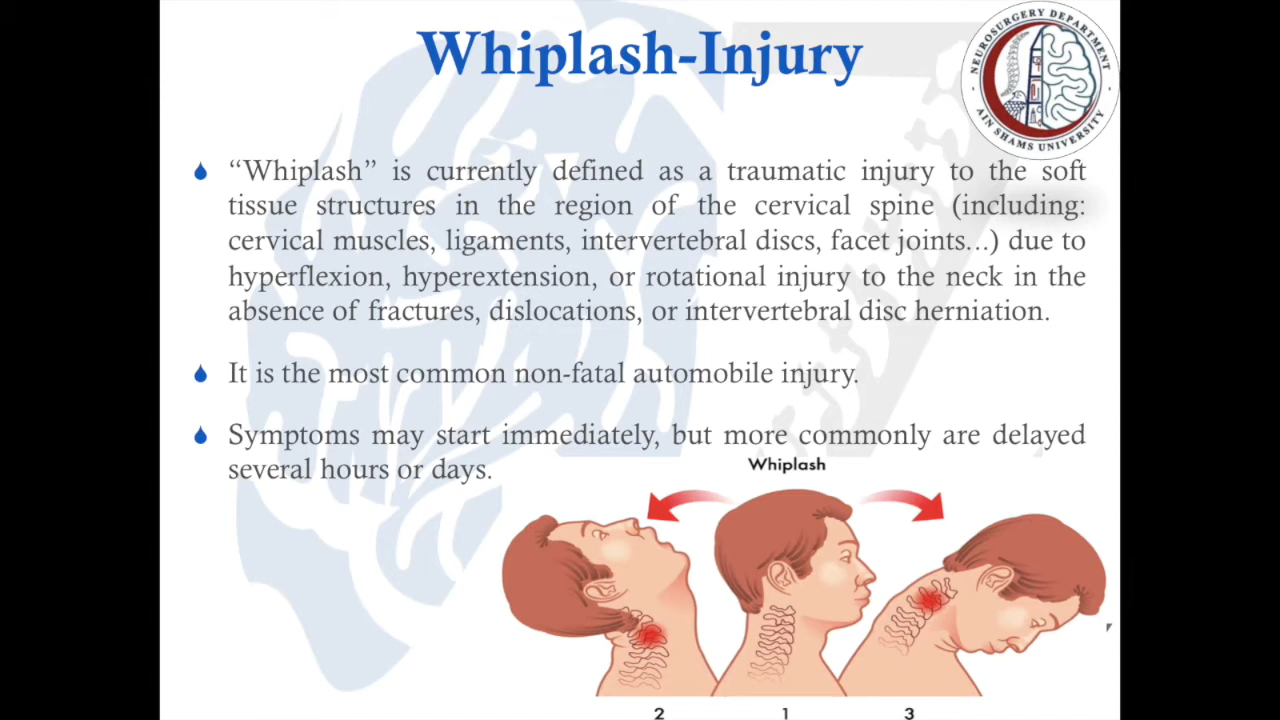 Whiplash-Injury
NEUROSURGERY DEPARTMENT
AIN SHAMS UNIVERSITY
“Whiplash” is currently defined as a traumatic injury to the soft
tissue structures in the region of the cervical spine (including:
cervical muscles, ligaments, intervertebral discs, facet joints...) due to
hyperflexion, hyperextension, or rotational injury to the neck in the
absence of fractures, dislocations, or intervertebral disc herniation.
It is the most common non-fatal automobile injury.
Symptoms may start immediately, but more commonly are delayed
several hours or days.
Whiplash
2 1 3